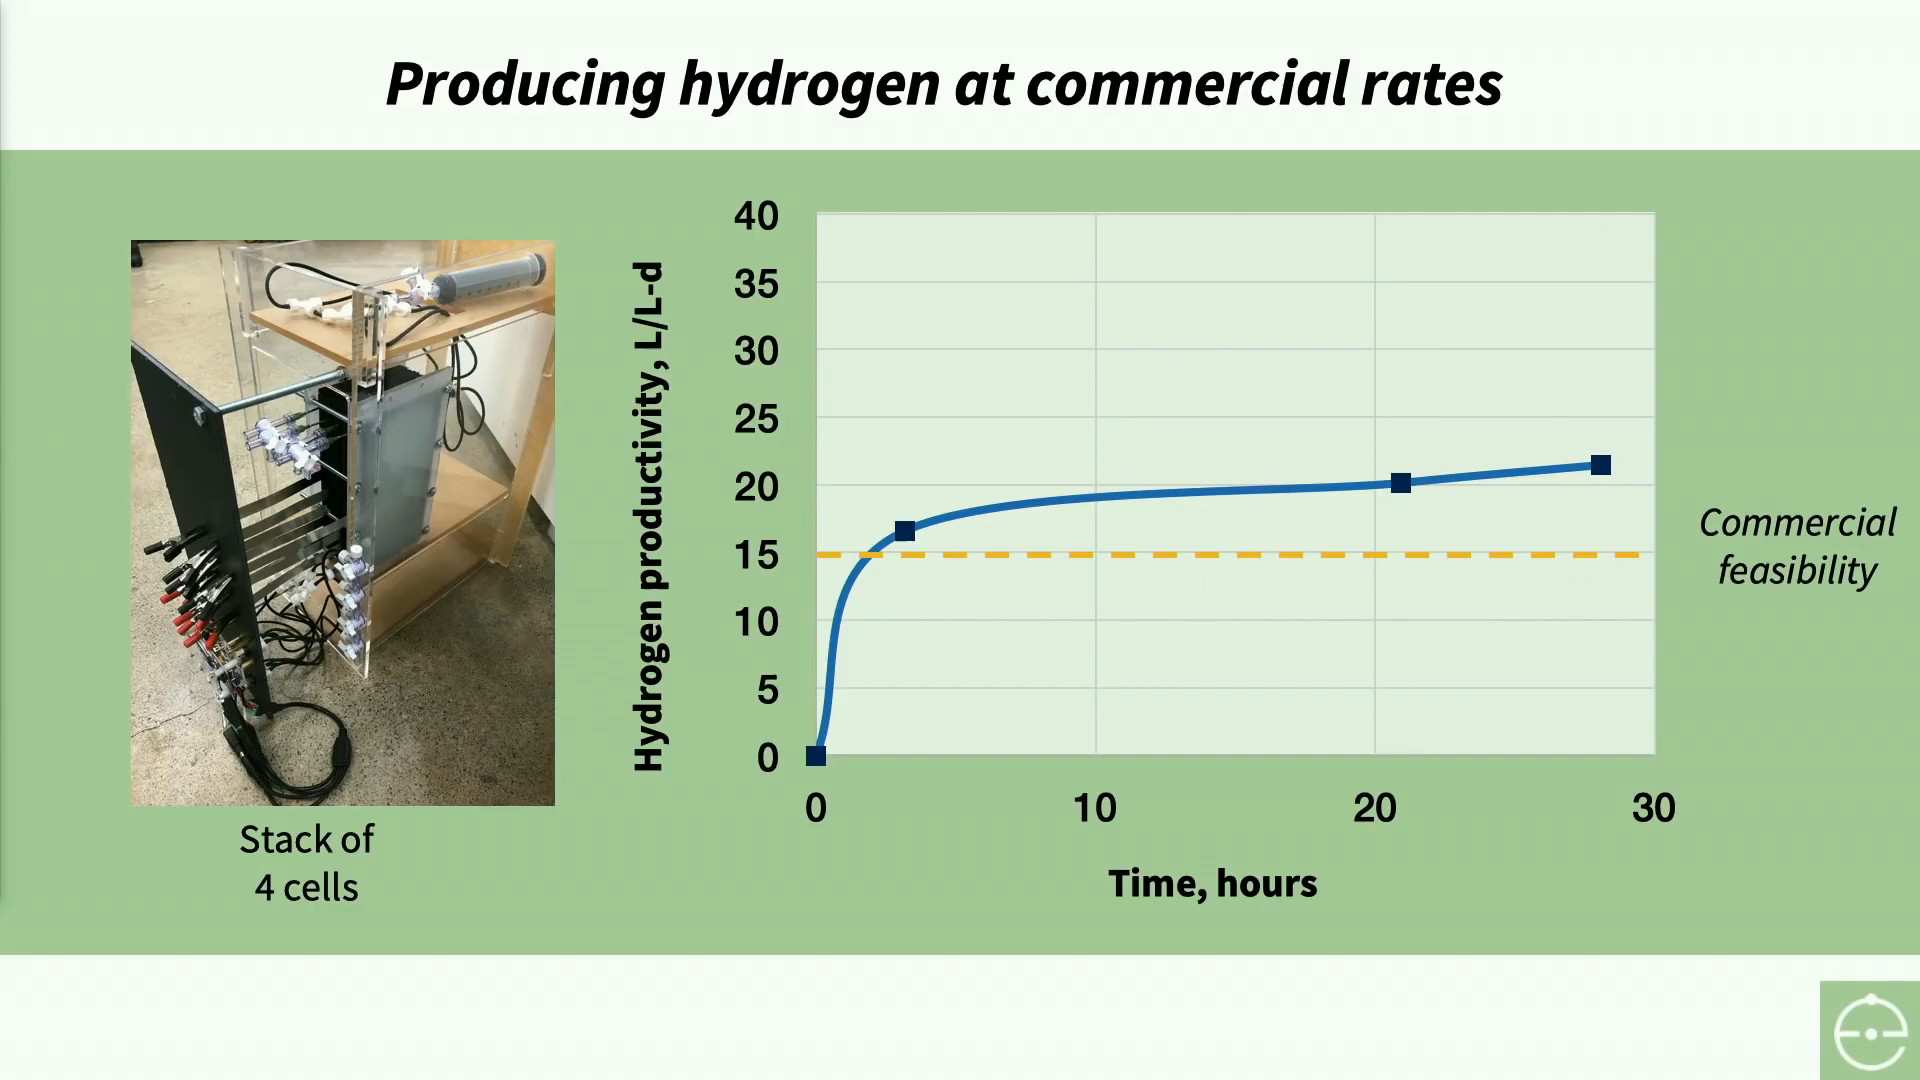 Producing hydrogen at commercial rates
Stack of
4 cells
Hydrogen productivity, L/L-d
40
35
30
25
20
15
10
5
0
0 10 20 30
Time, hours
Commercial
feasibility